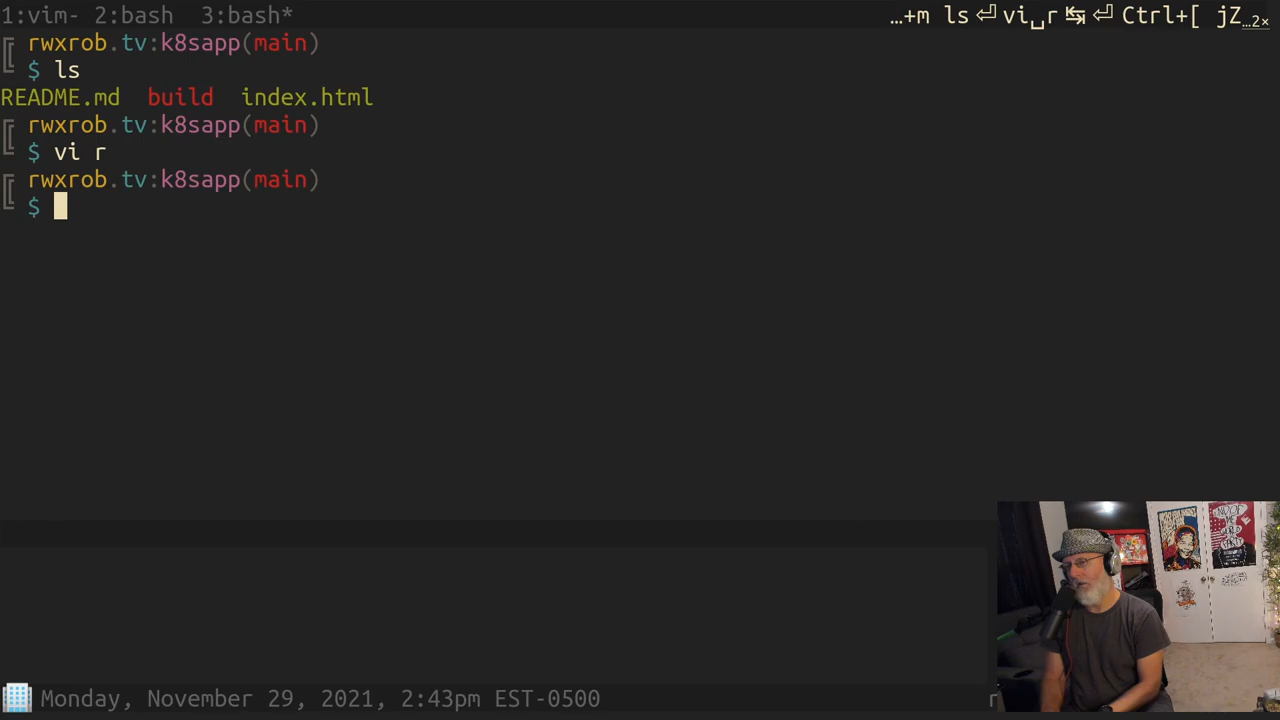 1:vim- 2:bash 3:bash* …+m ls⏎vi␣r↹⏎Ctrl+[ jZ…2×
rwxrob.tv:k8sapp(main)
$ ls
README.md build index.html
rwxrob.tv:k8sapp(main)
$ vi r
rwxrob.tv:k8sapp(main)
$
Monday, November 29, 2021, 2:43pm EST-0500 r